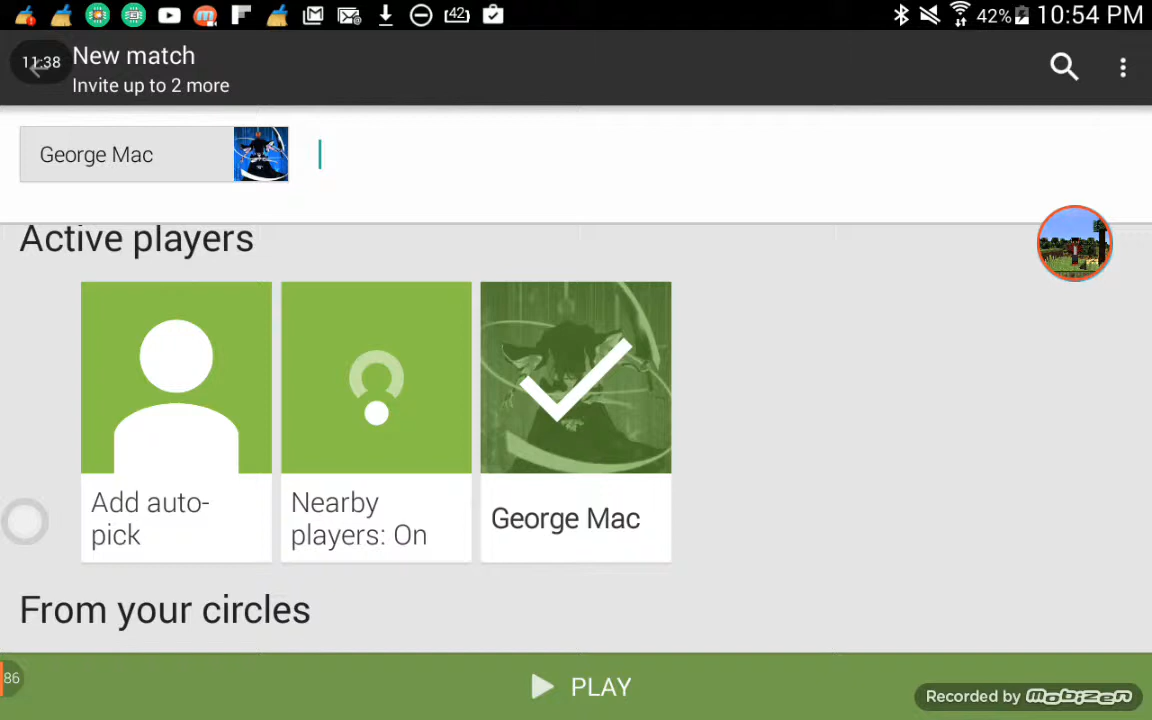 42 42% 10:54 PM
11:38 New match
Invite up to 2 more
George Mac
Active players
Add auto-
pick
Nearby
players: On
George Mac
From your circles
86
PLAY
Recorded by mobizen